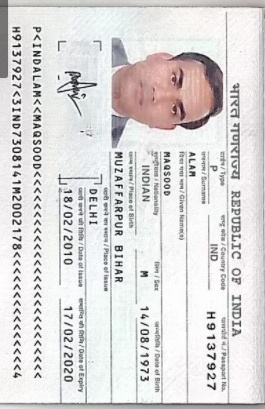 भारत गणराज्य REPUBLIC OF INDIA
टाईप / Type राष्ट्र कोड / Country Code पासपोर्ट नं. / Passport No.
P IND H9137927
उपनाम / Surname
ALAM
दिया गया नाम / Given Name(s)
MAQSOOD
राष्ट्रीयता / Nationality लिंग / Sex जन्मतिथि / Date of Birth
INDIAN M 14/08/1973
जन्म स्थान / Place of Birth
MUZAFFARPUR BIHAR
जारी करने का स्थान / Place of Issue
DELHI
जारी करने की तिथि / Date of Issue समाप्ति की तिथि / Date of Expiry
18/02/2010 17/02/2020
P<INDALAM<<MAQSOOD<<<<<<<<<<<<<<<<<<<<<<<<<<
H9137927<3IND7308141M2002178<<<<<<<<<<<<<<<4